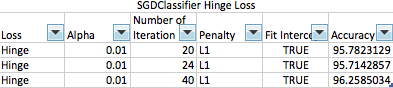 SGDClassifier Hinge Loss
Loss Alpha Number of Iteration Penalty Fit Interce Accuracy
Hinge 0.01 20 L1 TRUE 95.7823129
Hinge 0.01 24 L1 TRUE 95.7142857
Hinge 0.01 40 L1 TRUE 96.2585034